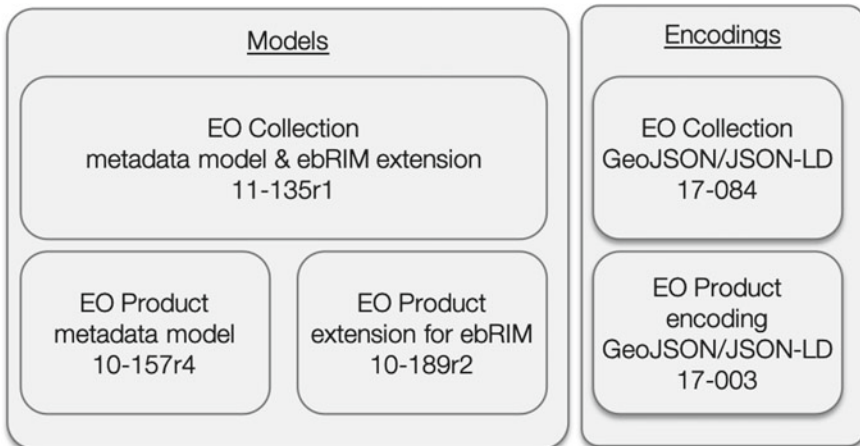 Models
EO Collection
metadata model & ebRIM extension
11-135r1
EO Product
metadata model
10-157r4
EO Product
extension for ebRIM
10-189r2
Encodings
EO Collection
GeoJSON/JSON-LD
17-084
EO Product
encoding
GeoJSON/JSON-LD
17-003